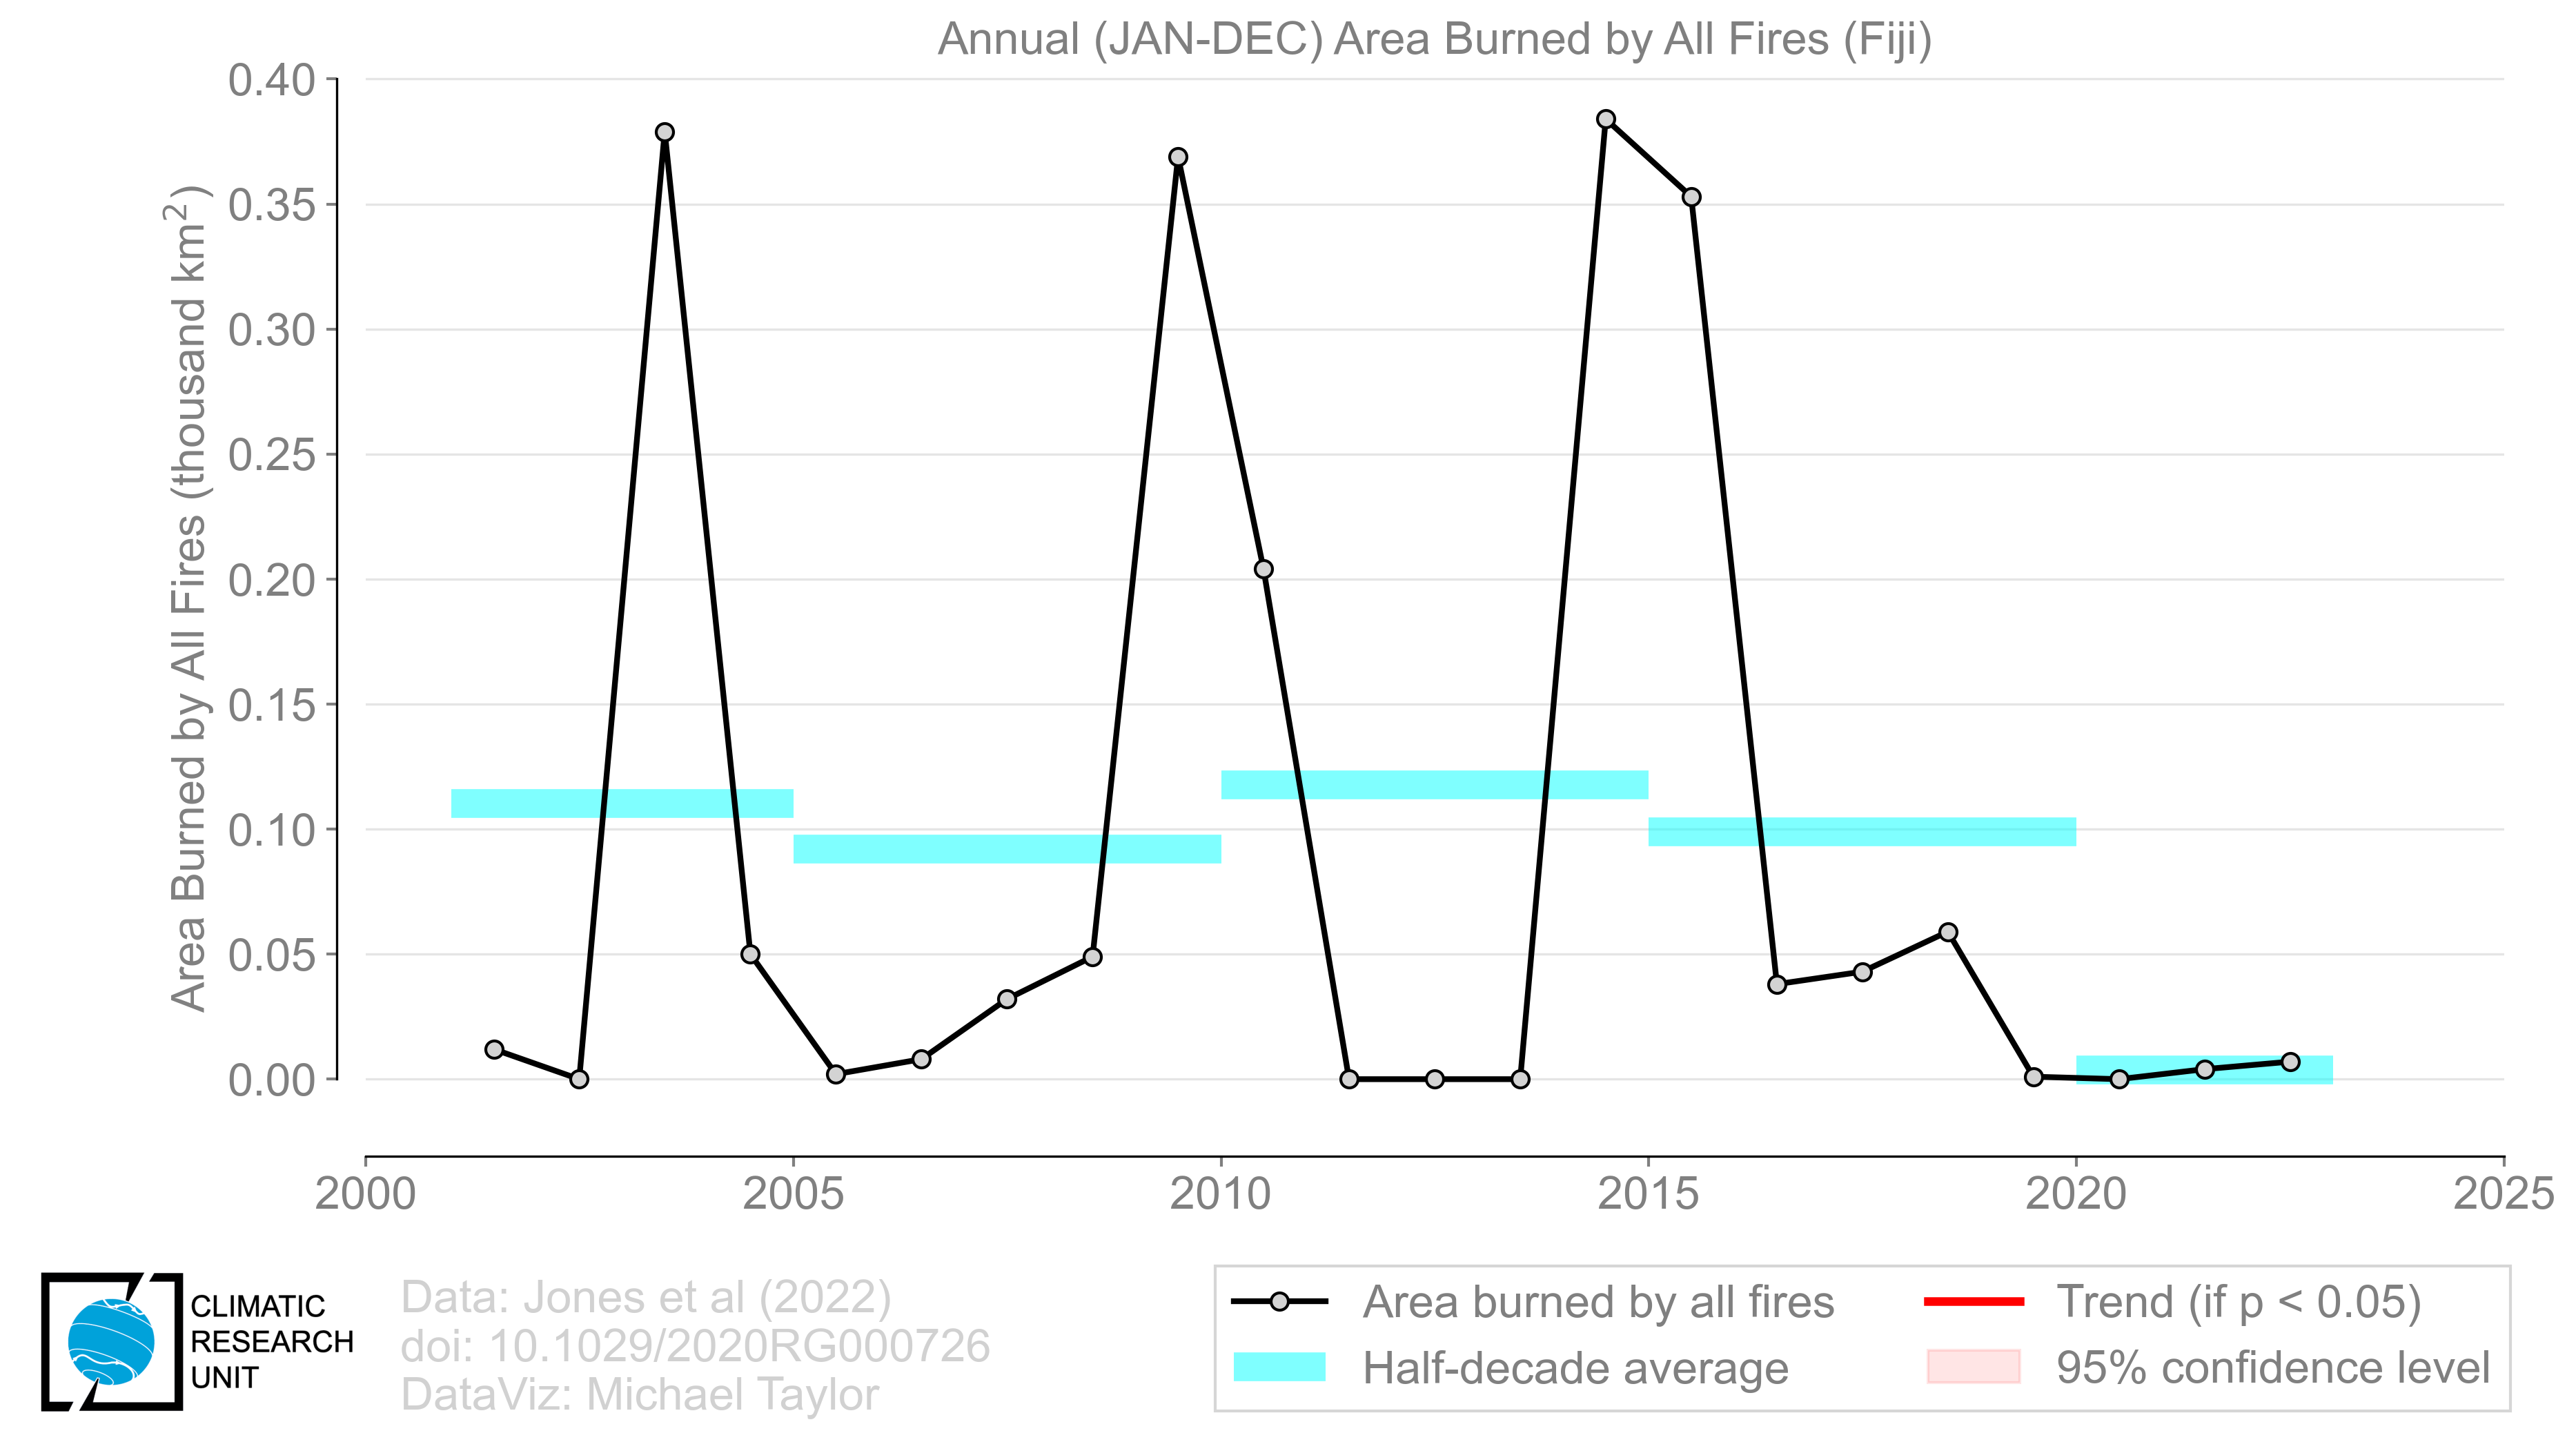 Annual (JAN-DEC) Area Burned by All Fires (Fiji)
Area Burned by All Fires (thousand km²)
0.40
0.35
0.30
0.25
0.20
0.15
0.10
0.05
0.00
2000 2005 2010 2015 2020 2025
CLIMATIC
RESEARCH
UNIT
Data: Jones et al (2022)
doi: 10.1029/2020RG000726
DataViz: Michael Taylor
Area burned by all fires
Half-decade average
Trend (if p < 0.05)
95% confidence level